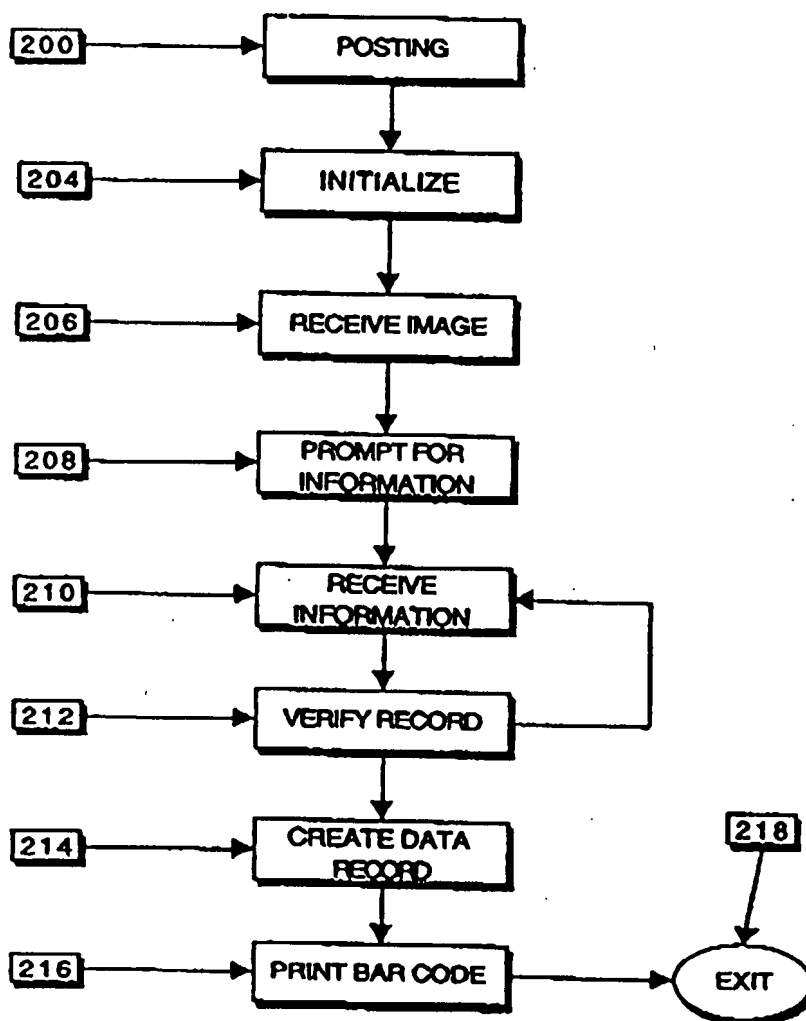 200
POSTING
204
INITIALIZE
206
RECEIVE IMAGE
208
PROMPT FOR
INFORMATION
210
RECEIVE
INFORMATION
212
VERIFY RECORD
214
CREATE DATA
RECORD
218
216
PRINT BAR CODE
EXIT